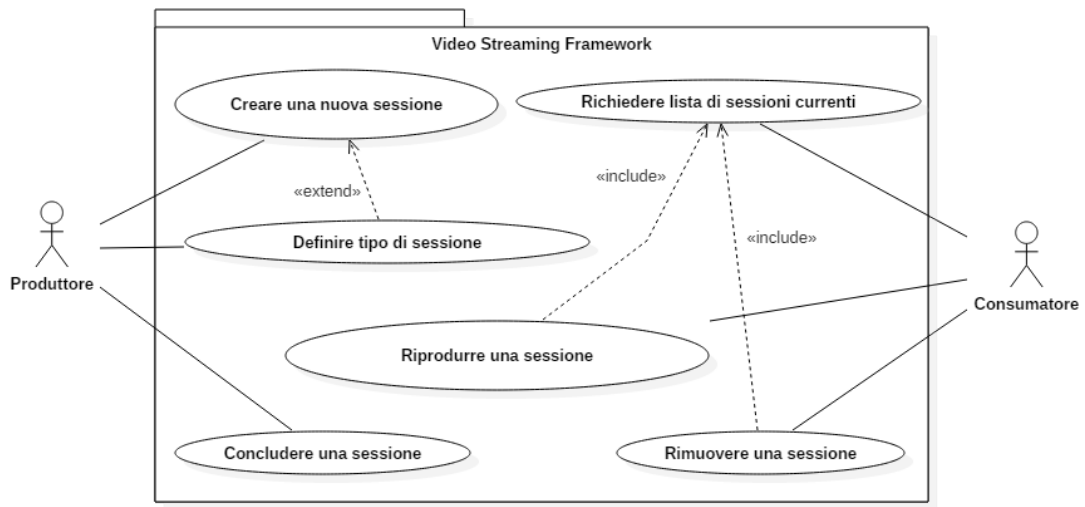 Video Streaming Framework
Creare una nuova sessione
Richiedere lista di sessioni currenti
«extend»
«include»
Definire tipo di sessione
«include»
Produttore
Consumatore
Riprodurre una sessione
Concludere una sessione
Rimuovere una sessione